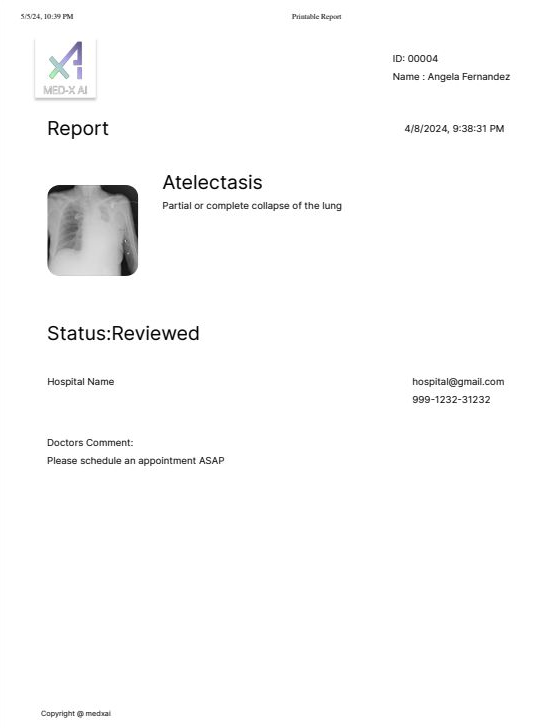 5/5/24, 10:39 PM Printable Report
MED-X AI
ID: 00004
Name : Angela Fernandez
Report 4/8/2024, 9:38:31 PM
Atelectasis
Partial or complete collapse of the lung
Status:Reviewed
Hospital Name hospital@gmail.com
999-1232-31232
Doctors Comment:
Please schedule an appointment ASAP
Copyright @ medxai